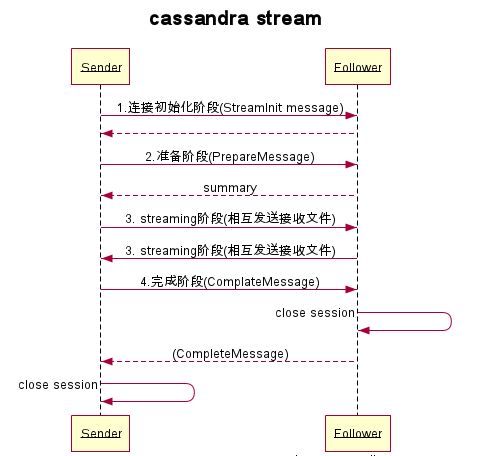 cassandra stream
Sender
Follower
1.连接初始化阶段(StreamInit message)
2.准备阶段(PrepareMessage)
summary
3. streaming阶段(相互发送接收文件)
3. streaming阶段(相互发送接收文件)
4.完成阶段(ComplateMessage)
close session
(CompleteMessage)
close session
Sender
Follower